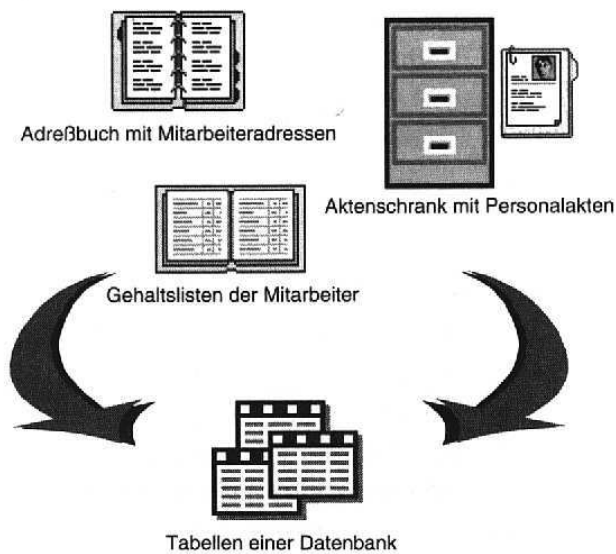 Adreßbuch mit Mitarbeiteradressen
Aktenschrank mit Personalakten
Gehaltslisten der Mitarbeiter
Tabellen einer Datenbank